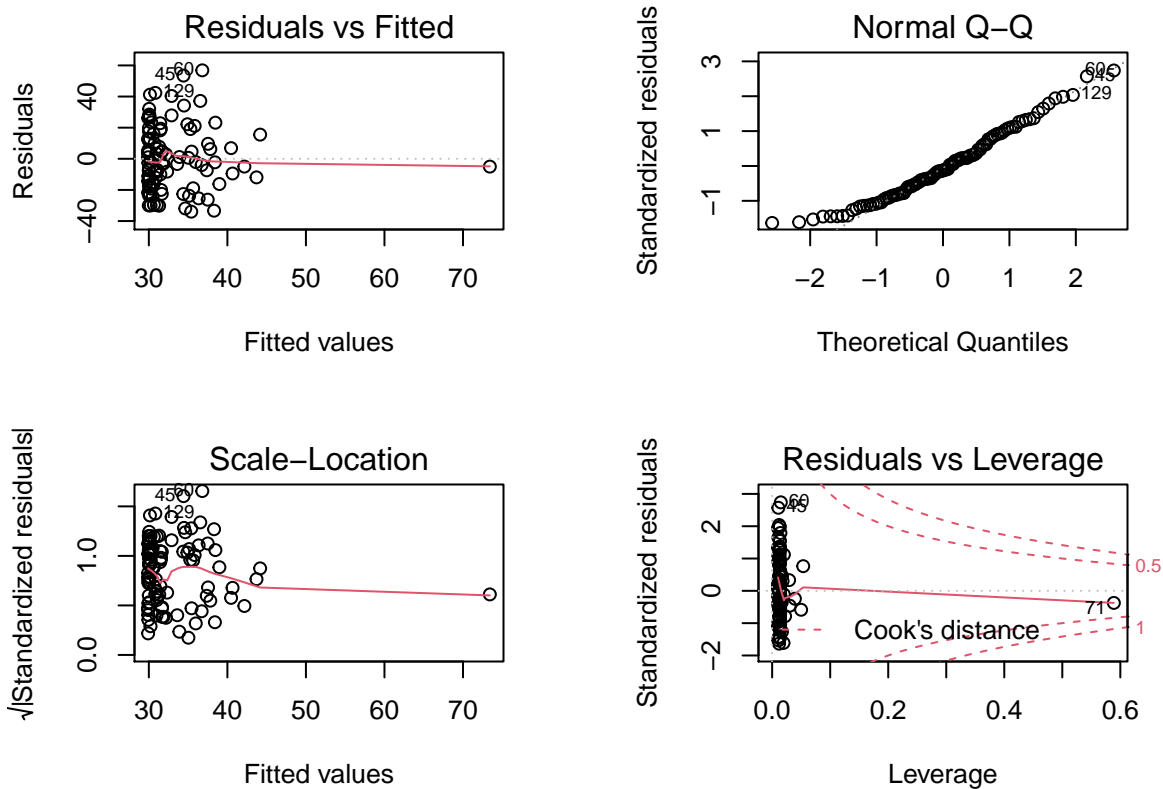 Residuals vs Fitted
Residuals
40
0
−40
45
60
129
30 40 50 60 70
Fitted values
Normal Q−Q
Standardized residuals
3
1
−1
60
45
129
−2 −1 0 1 2
Theoretical Quantiles
Scale−Location
√|Standardized residuals|
1.0
0.0
45
60
129
30 40 50 60 70
Fitted values
Residuals vs Leverage
Standardized residuals
2
0
−2
60
45
71
0.5
1
Cook's distance
0.0 0.2 0.4 0.6
Leverage